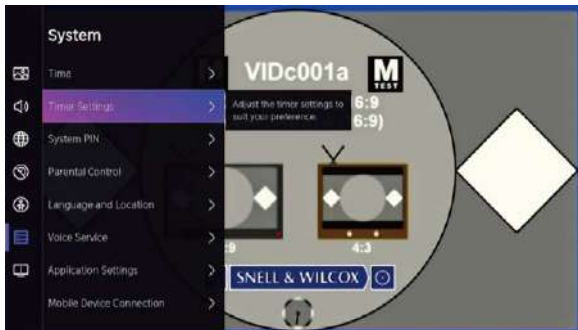 System
Time
Timer Settings
Adjust the timer settings to
suit your preference.
System PIN
Parental Control
Language and Location
Voice Service
Application Settings
Mobile Device Connection
VIDc001a
M
TEST
6:9
6:9)
:9
4:3
SNELL & WILCOX